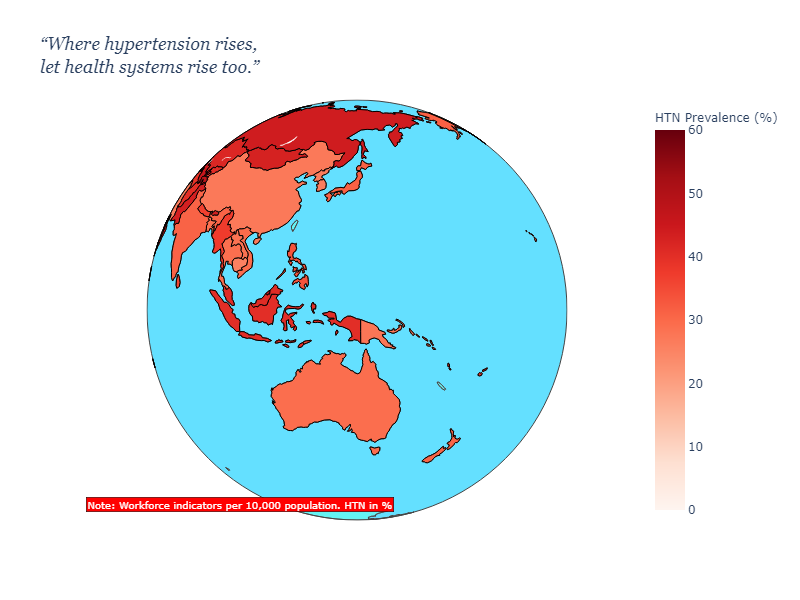 “Where hypertension rises,
let health systems rise too.”
HTN Prevalence (%)
60
50
40
30
20
10
0
Note: Workforce indicators per 10,000 population. HTN in %